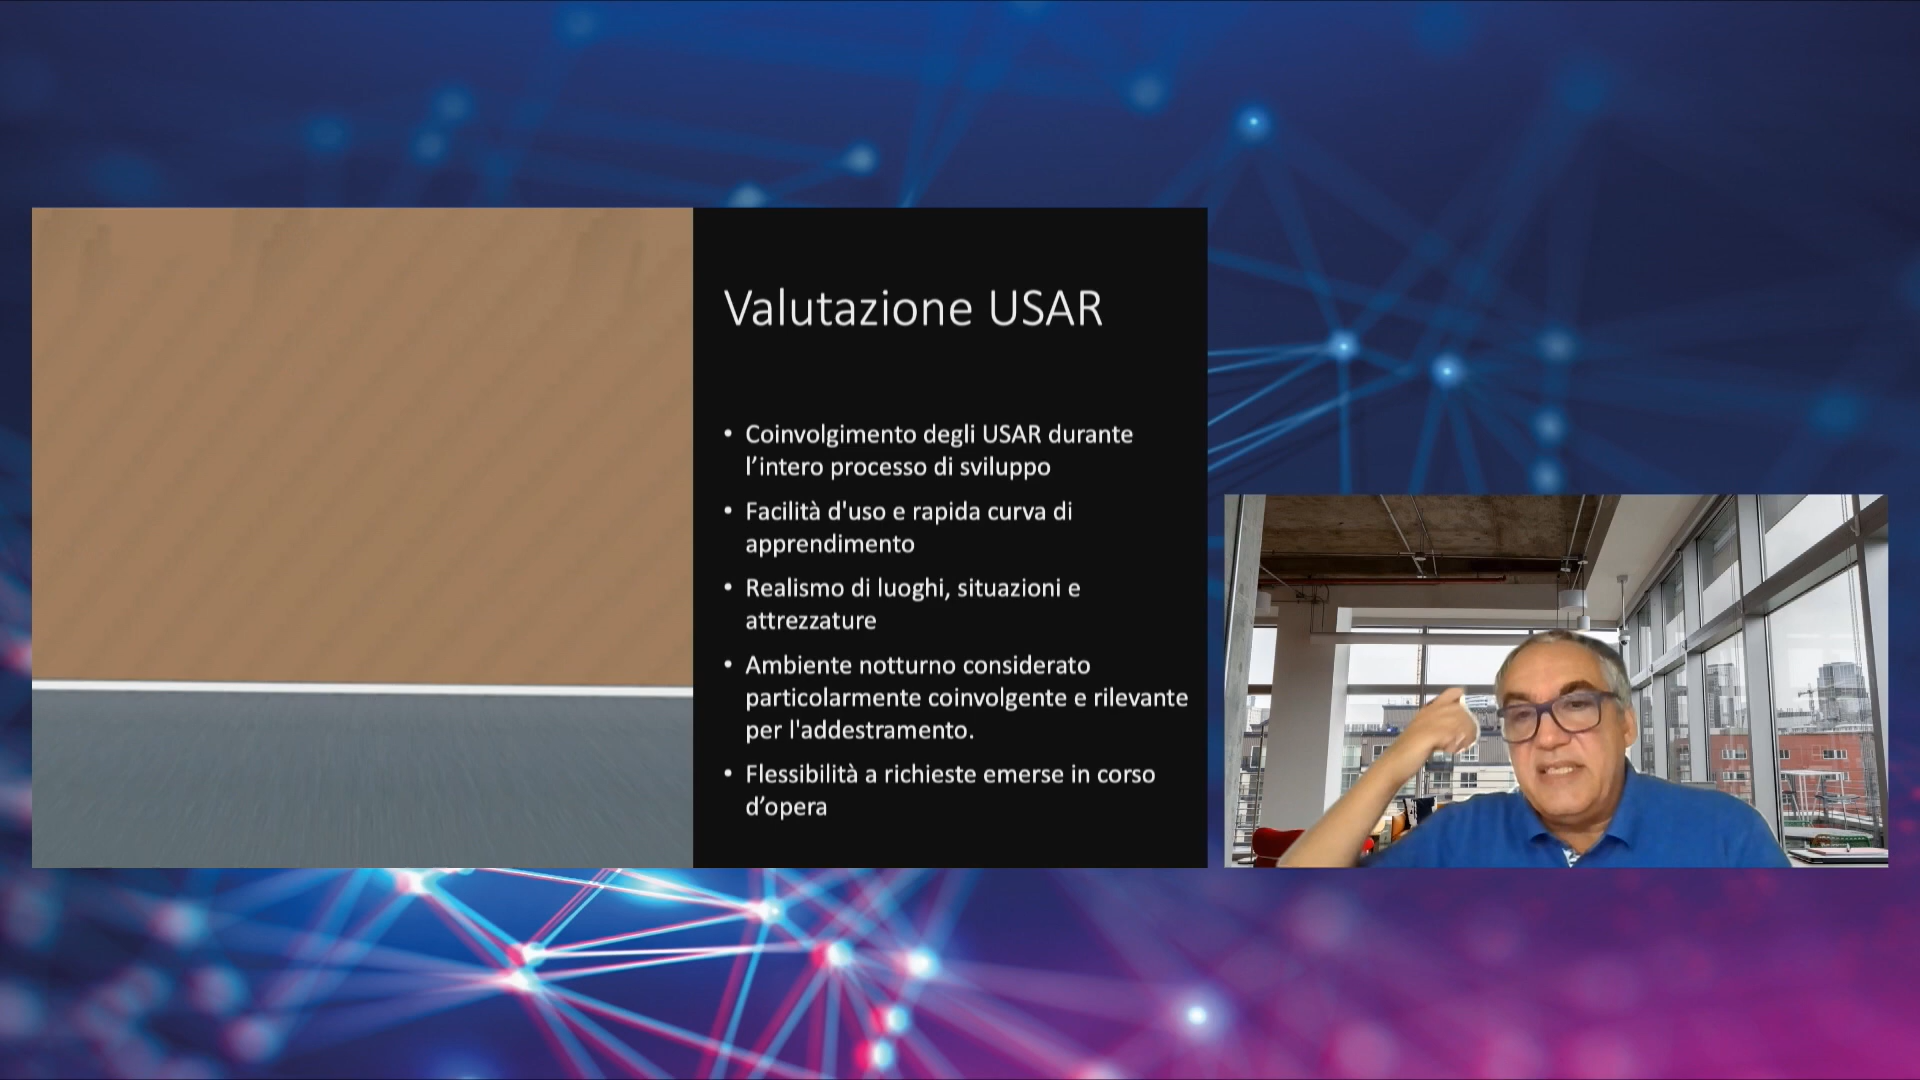 Valutazione USAR
• Coinvolgimento degli USAR durante
l’intero processo di sviluppo
• Facilità d'uso e rapida curva di
apprendimento
• Realismo di luoghi, situazioni e
attrezzature
• Ambiente notturno considerato
particolarmente coinvolgente e rilevante
per l'addestramento.
• Flessibilità a richieste emerse in corso
d’opera